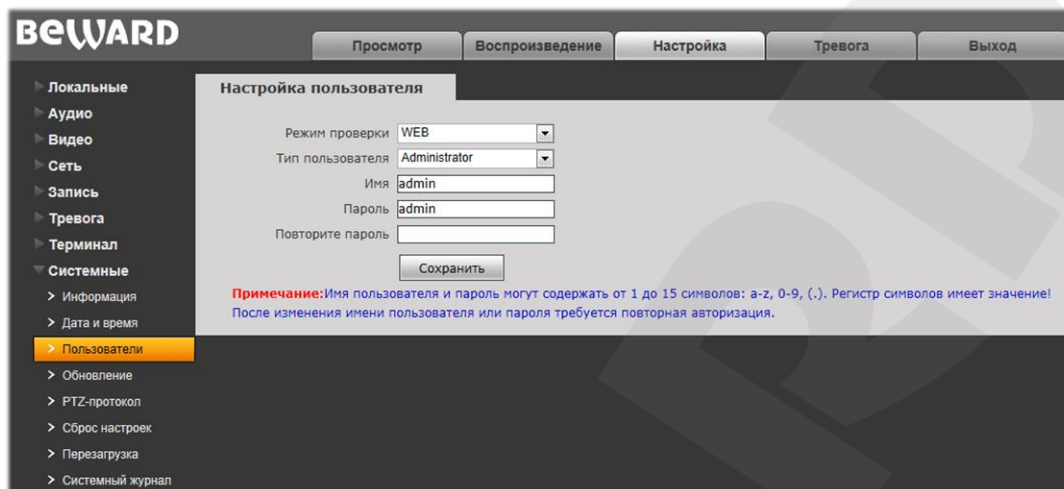 BEWARD
Просмотр Воспроизведение Настройка Тревога Выход
Локальные
Аудио
Видео
Сеть
Запись
Тревога
Терминал
Системные
Информация
Дата и время
Пользователи
Обновление
PTZ-протокол
Сброс настроек
Перезагрузка
Системный журнал
Настройка пользователя
Режим проверки WEB
Тип пользователя Administrator
Имя admin
Пароль admin
Повторите пароль
Сохранить
Примечание:Имя пользователя и пароль могут содержать от 1 до 15 символов: a-z, 0-9, (.). Регистр символов имеет значение!
После изменения имени пользователя или пароля требуется повторная авторизация.